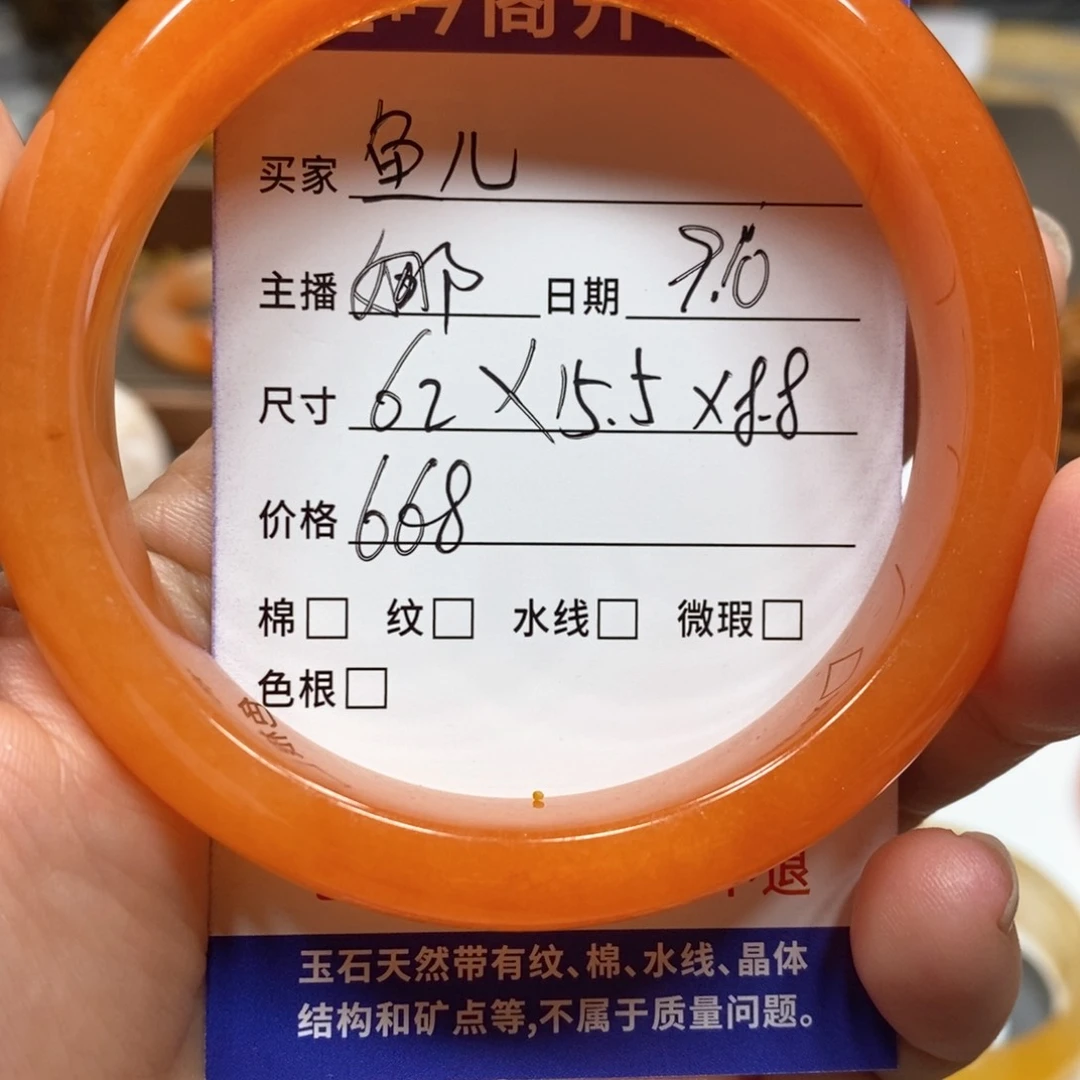 买家 鱼儿
主播 娜 日期 7.10
尺寸 62×15.5×8.8
价格 668
棉□ 纹□ 水线□ 微瑕□
色根□
退
玉石天然带有纹、棉、水线、晶体
结构和矿点等,不属于质量问题。